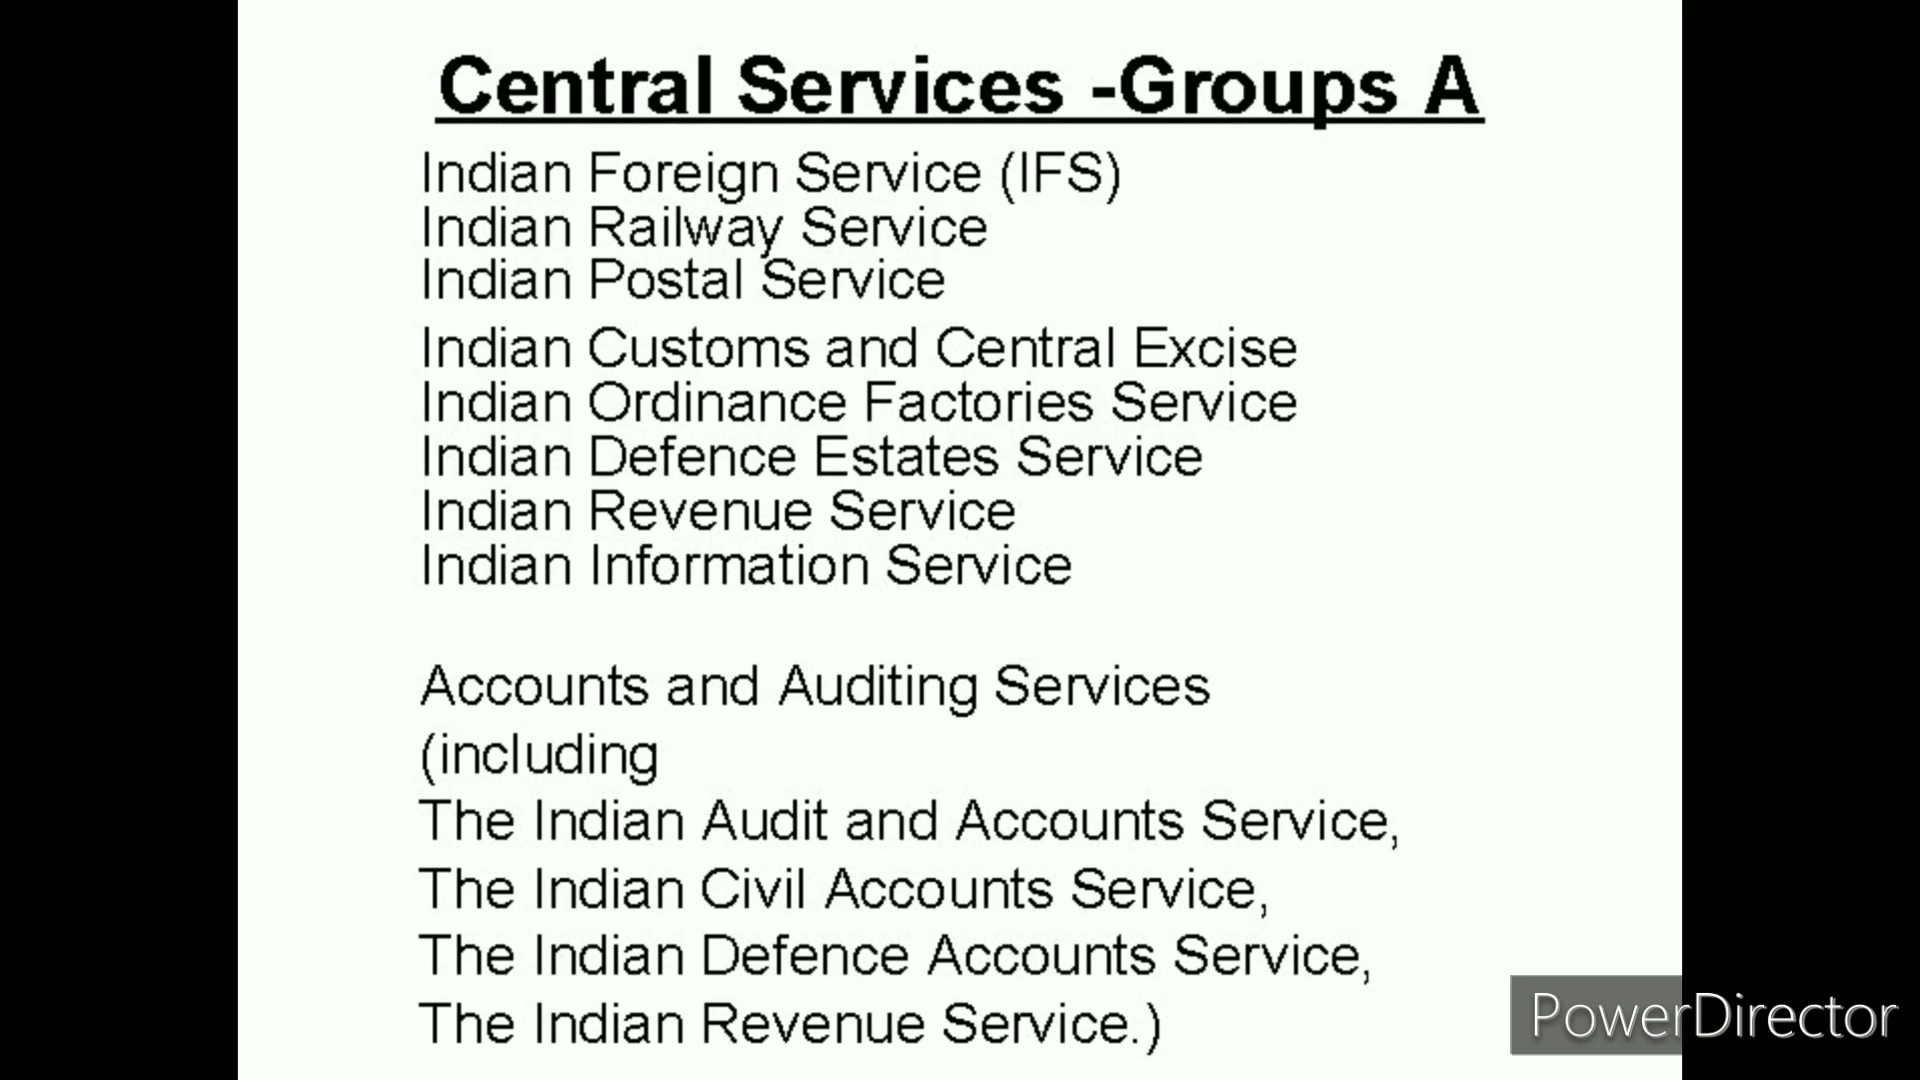 Central Services -Groups A
Indian Foreign Service (IFS)
Indian Railway Service
Indian Postal Service
Indian Customs and Central Excise
Indian Ordinance Factories Service
Indian Defence Estates Service
Indian Revenue Service
Indian Information Service
Accounts and Auditing Services
(including
The Indian Audit and Accounts Service,
The Indian Civil Accounts Service,
The Indian Defence Accounts Service,
The Indian Revenue Service.)
PowerDirector